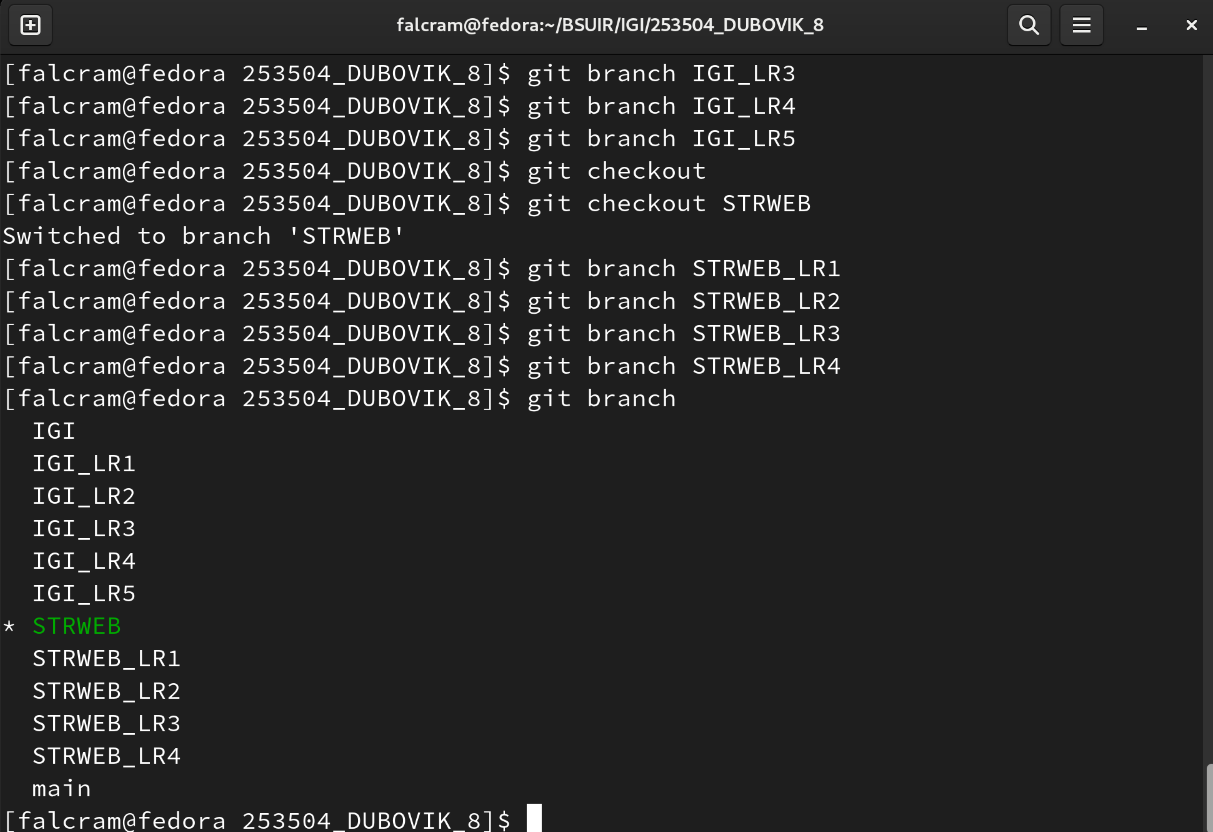 falcram@fedora:~/BSUIR/IGI/253504_DUBOVIK_8
[falcram@fedora 253504_DUBOVIK_8]$ git branch IGI_LR3
[falcram@fedora 253504_DUBOVIK_8]$ git branch IGI_LR4
[falcram@fedora 253504_DUBOVIK_8]$ git branch IGI_LR5
[falcram@fedora 253504_DUBOVIK_8]$ git checkout
[falcram@fedora 253504_DUBOVIK_8]$ git checkout STRWEB
Switched to branch 'STRWEB'
[falcram@fedora 253504_DUBOVIK_8]$ git branch STRWEB_LR1
[falcram@fedora 253504_DUBOVIK_8]$ git branch STRWEB_LR2
[falcram@fedora 253504_DUBOVIK_8]$ git branch STRWEB_LR3
[falcram@fedora 253504_DUBOVIK_8]$ git branch STRWEB_LR4
[falcram@fedora 253504_DUBOVIK_8]$ git branch
  IGI
  IGI_LR1
  IGI_LR2
  IGI_LR3
  IGI_LR4
  IGI_LR5
* STRWEB
  STRWEB_LR1
  STRWEB_LR2
  STRWEB_LR3
  STRWEB_LR4
  main
[falcram@fedora 253504_DUBOVIK_8]$